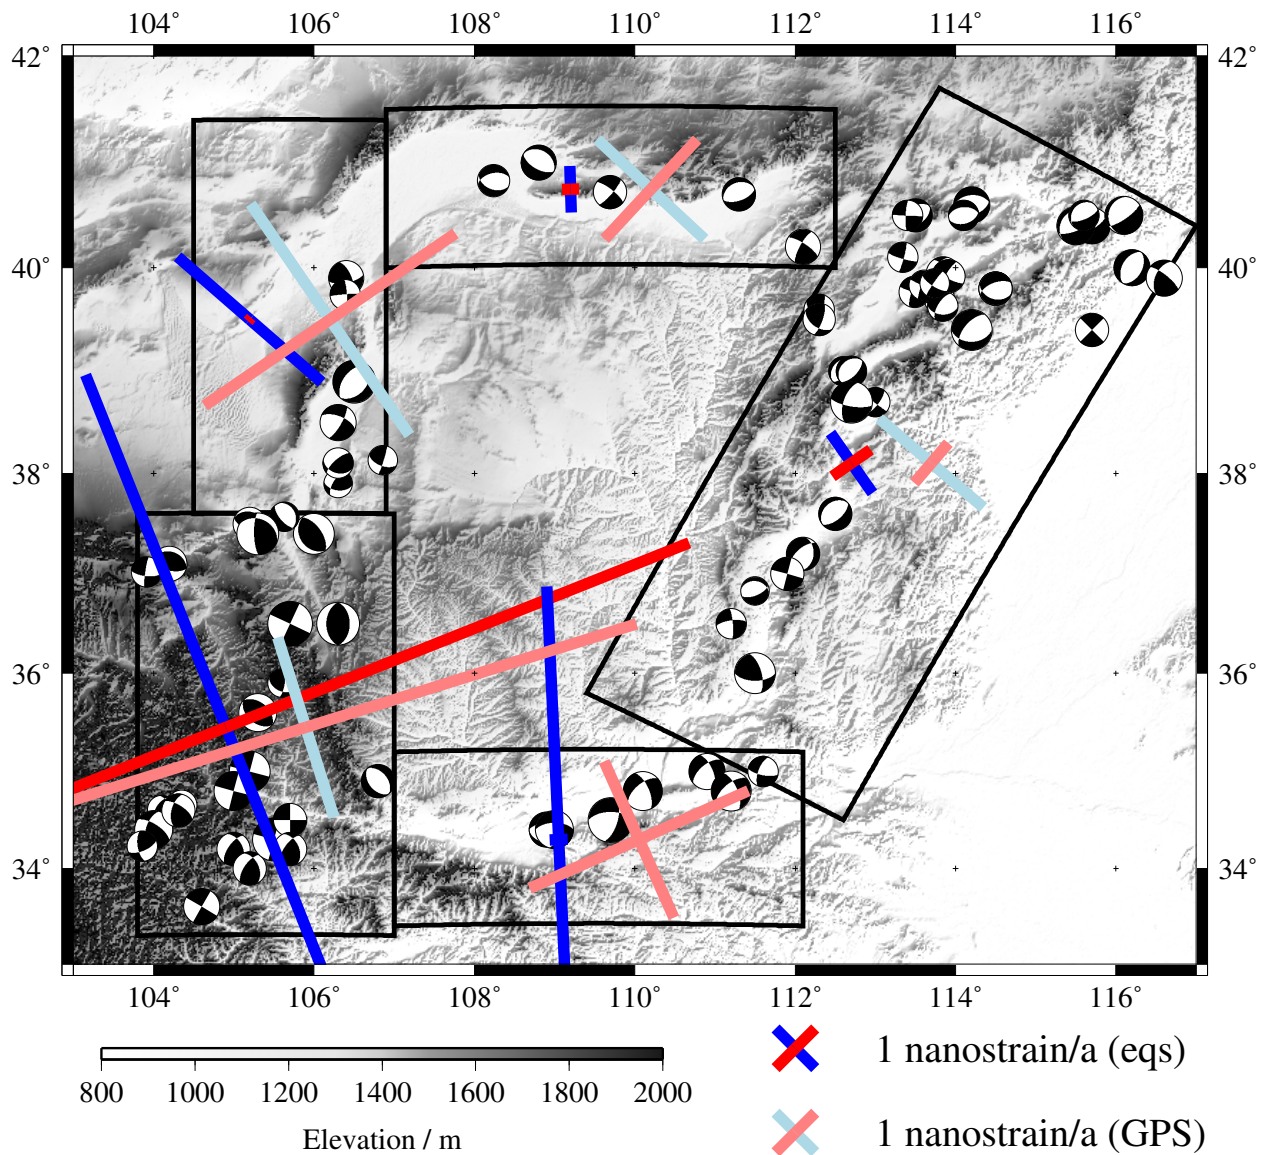 104° 106° 108° 110° 112° 114° 116°
42° 42°
40° 40°
38° 38°
36° 36°
34° 34°
104° 106° 108° 110° 112° 114° 116°
800 1000 1200 1400 1600 1800 2000
Elevation / m
1 nanostrain/a (eqs)
1 nanostrain/a (GPS)